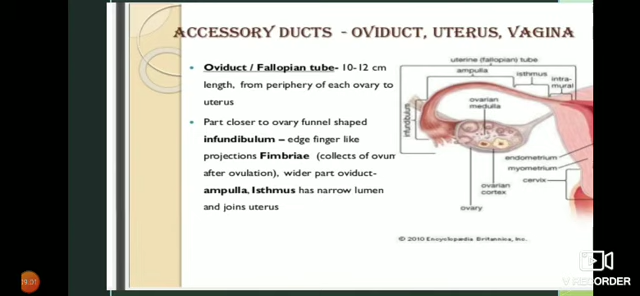 ACCESSORY DUCTS - OVIDUCT, UTERUS, VAGINA
• Oviduct / Fallopian tube- 10-12 cm
length, from periphery of each ovary to
uterus
• Part closer to ovary funnel shaped
infundibulum – edge finger like
projections Fimbriae (collects of ovum
after ovulation), wider part oviduct-
ampulla, Isthmus has narrow lumen
and joins uterus
uterine (fallopian) tube
ampulla
isthmus
intra-
mural
infundibulum
ovarian
medulla
endometrium
myometrium
cervix
ovarian
cortex
ovary
© 2010 Encyclopædia Britannica, Inc.
19:01
V RECORDER